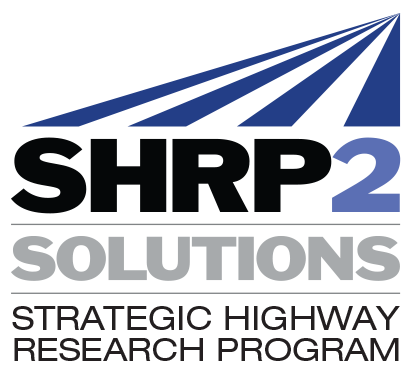 SHRP2
SOLUTIONS
STRATEGIC HIGHWAY
RESEARCH PROGRAM